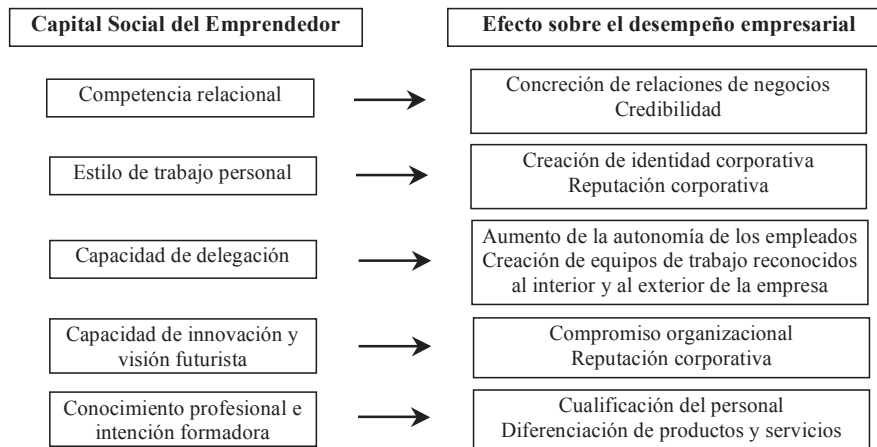 Capital Social del Emprendedor
Efecto sobre el desempeño empresarial
Competencia relacional
Concreción de relaciones de negocios
Credibilidad
Estilo de trabajo personal
Creación de identidad corporativa
Reputación corporativa
Capacidad de delegación
Aumento de la autonomía de los empleados
Creación de equipos de trabajo reconocidos
al interior y al exterior de la empresa
Capacidad de innovación y
visión futurista
Compromiso organizacional
Reputación corporativa
Conocimiento profesional e
intención formadora
Cualificación del personal
Diferenciación de productos y servicios